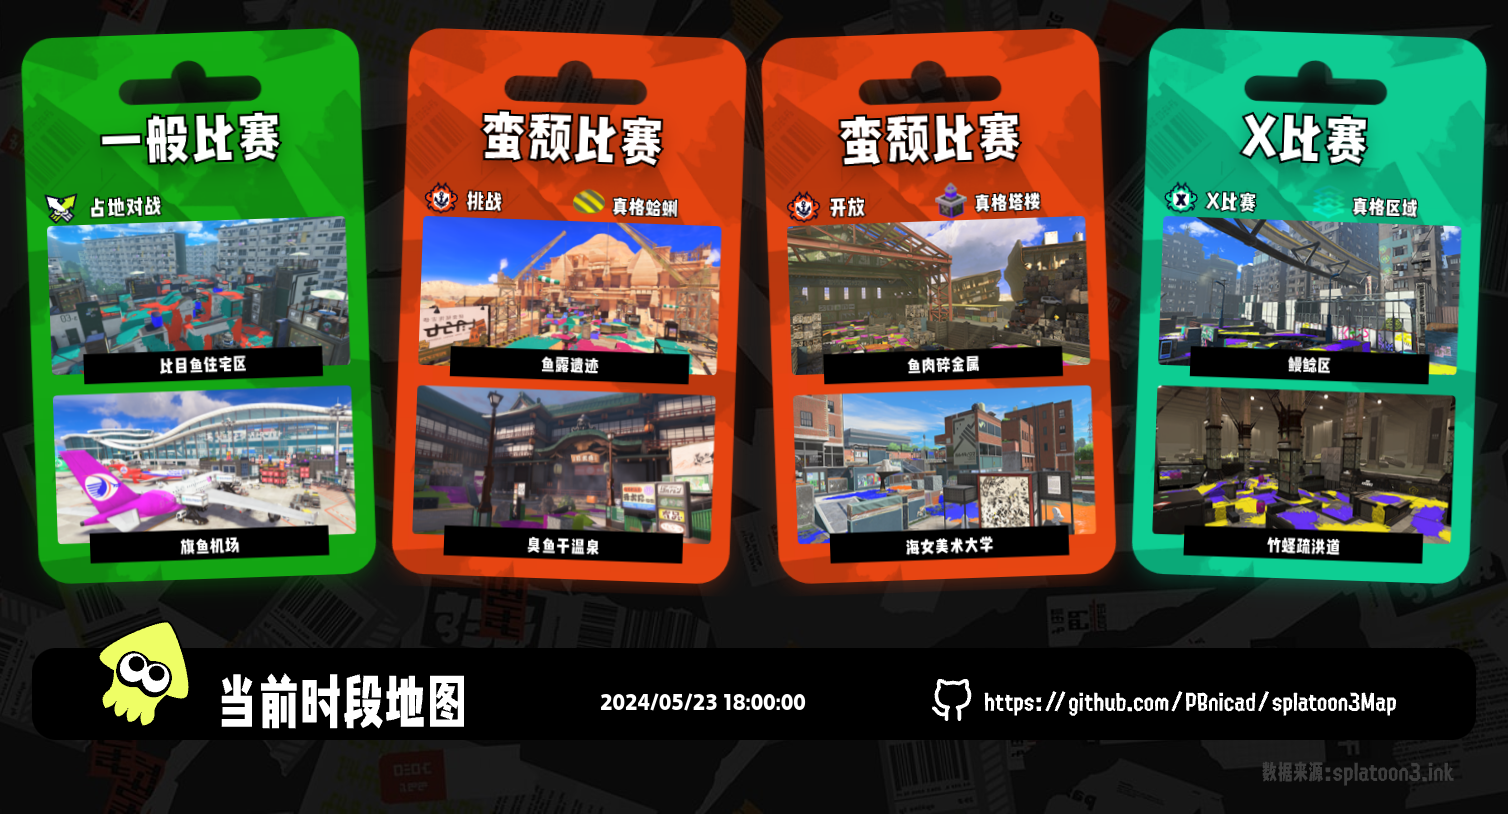 一般比赛
占地对战
比目鱼住宅区
旗鱼机场
蛮颓比赛
挑战
真格蛤蜊
鱼露遗迹
臭鱼干温泉
蛮颓比赛
开放
真格塔楼
鱼肉碎金属
海女美术大学
X比赛
X比赛
真格区域
鳗鲶区
竹蛏疏洪道
当前时段地图
2024/05/23 18:00:00
https://github.com/PBnicad/splatoon3Map
数据来源:splatoon3.ink